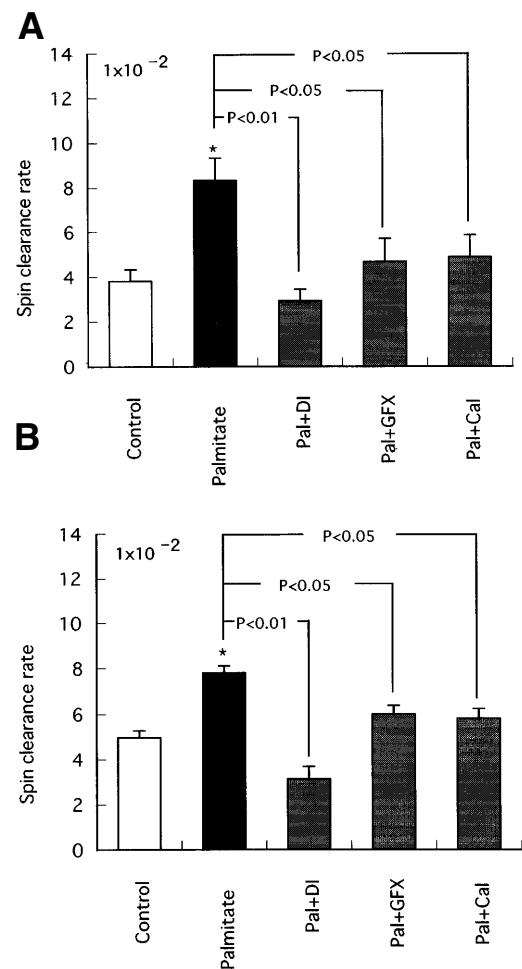 A
14
12
10
8
6
4
2
0
Spin clearance rate
1x10 -2
P<0.05
P<0.05
P<0.01
*
Control
Palmitate
Pal+DI
Pal+GFX
Pal+Cal
B
14
12
10
8
6
4
2
0
Spin clearance rate
1x10 -2
P<0.05
P<0.05
P<0.01
*
Control
Palmitate
Pal+DI
Pal+GFX
Pal+Cal